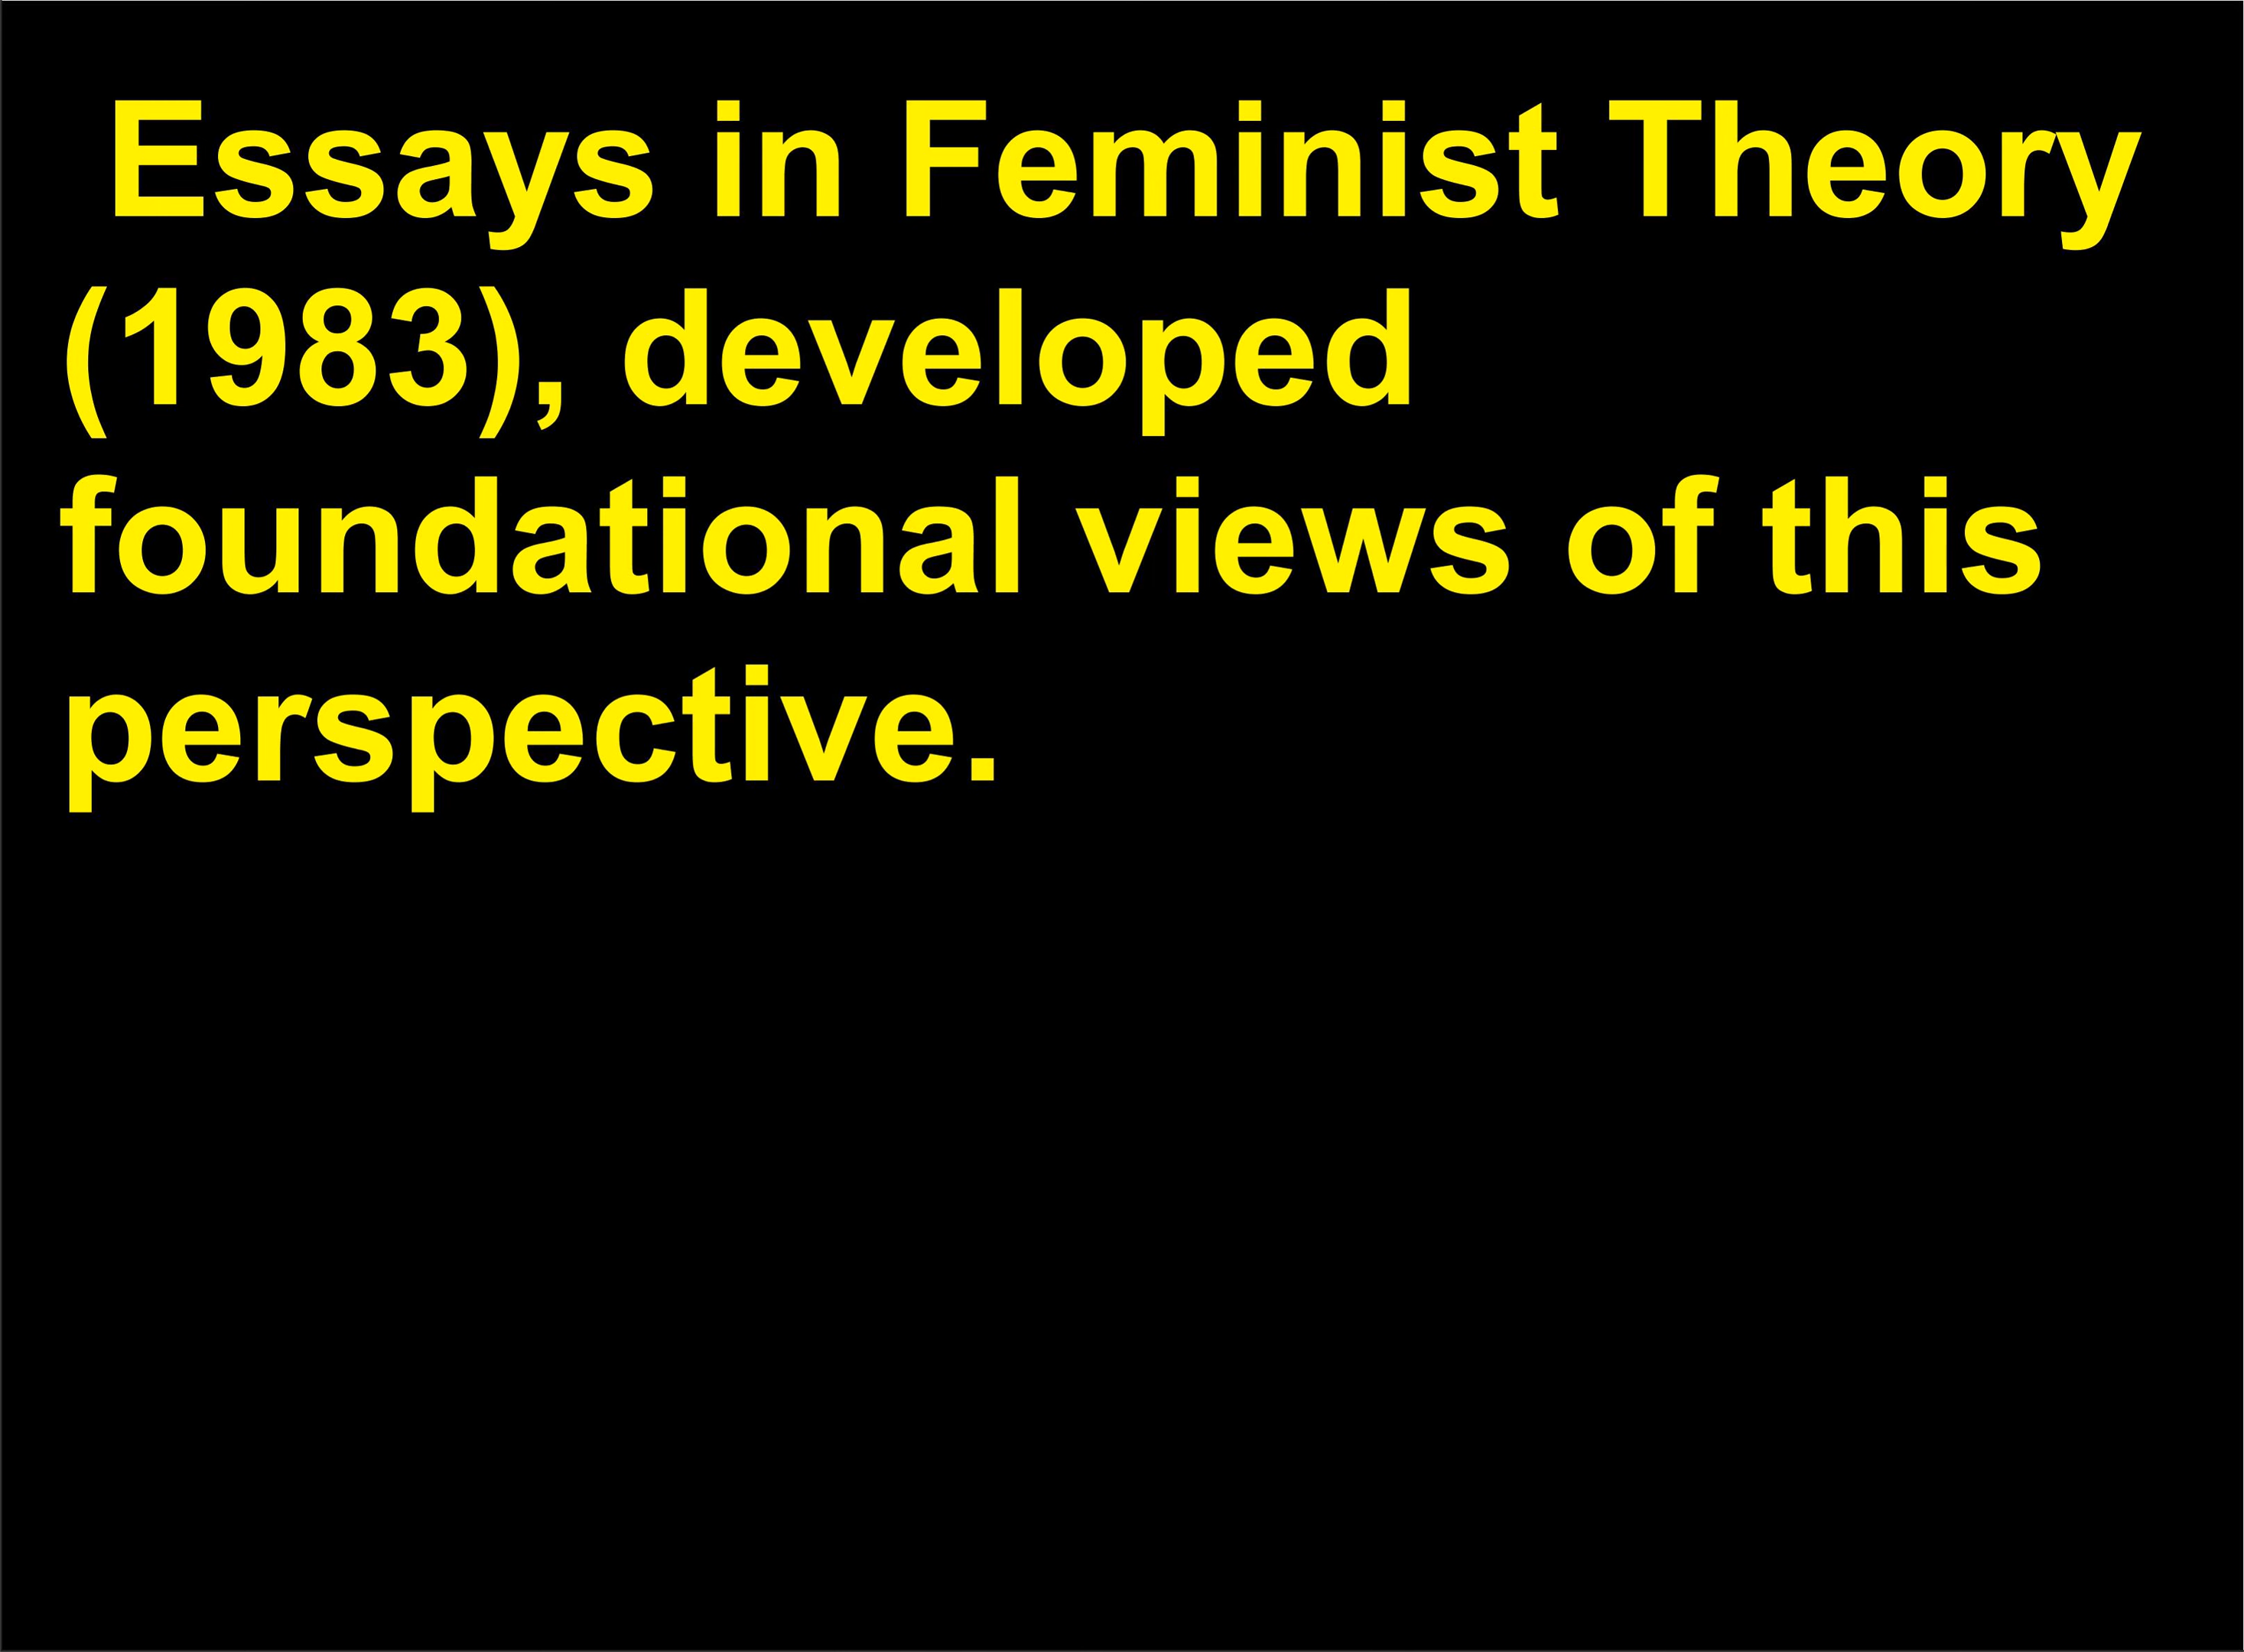 Essays in Feminist Theory
(1983), developed
foundational views of this
perspective.